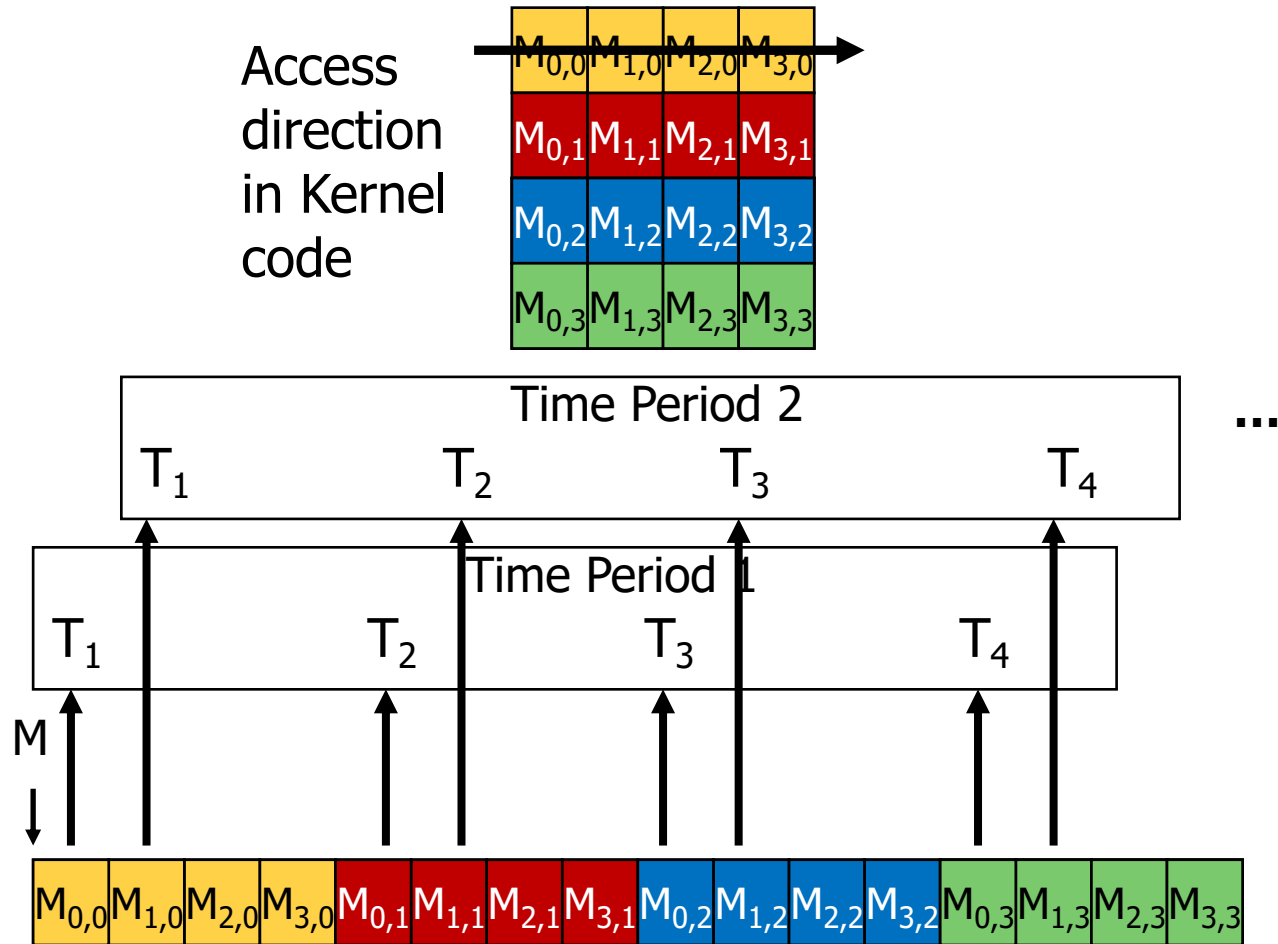 Access
direction
in Kernel
code
M0,0 M1,0 M2,0 M3,0
M0,1 M1,1 M2,1 M3,1
M0,2 M1,2 M2,2 M3,2
M0,3 M1,3 M2,3 M3,3
Time Period 2
...
T1 T2 T3 T4
Time Period 1
T1 T2 T3 T4
M
M0,0 M1,0 M2,0 M3,0 M0,1 M1,1 M2,1 M3,1 M0,2 M1,2 M2,2 M3,2 M0,3 M1,3 M2,3 M3,3